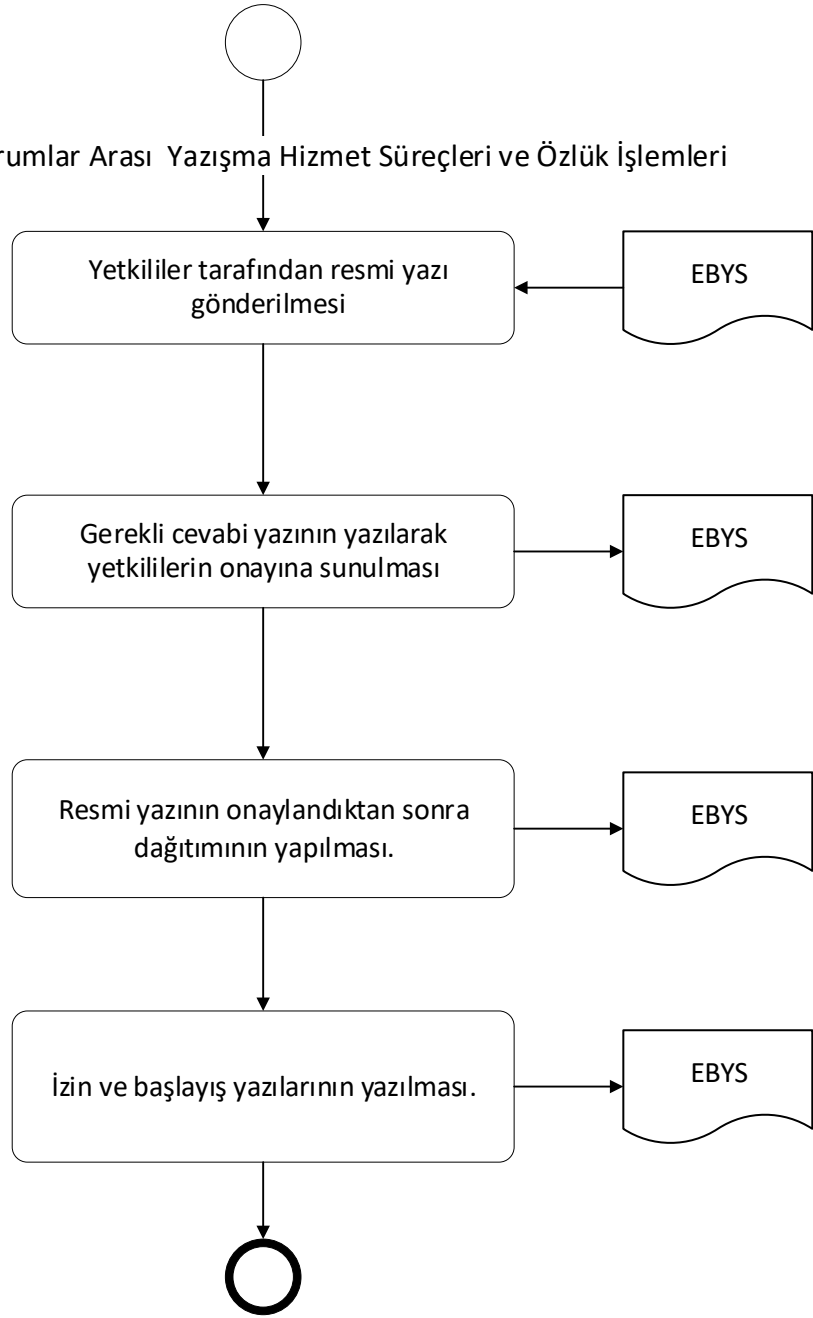 rumlar Arası Yazışma Hizmet Süreçleri ve Özlük İşlemleri
Yetkililer tarafından resmi yazı
gönderilmesi
EBYS
Gerekli cevabi yazının yazılarak
yetkililerin onayına sunulması
EBYS
Resmi yazının onaylandıktan sonra
dağıtımının yapılması.
EBYS
İzin ve başlayış yazılarının yazılması.
EBYS